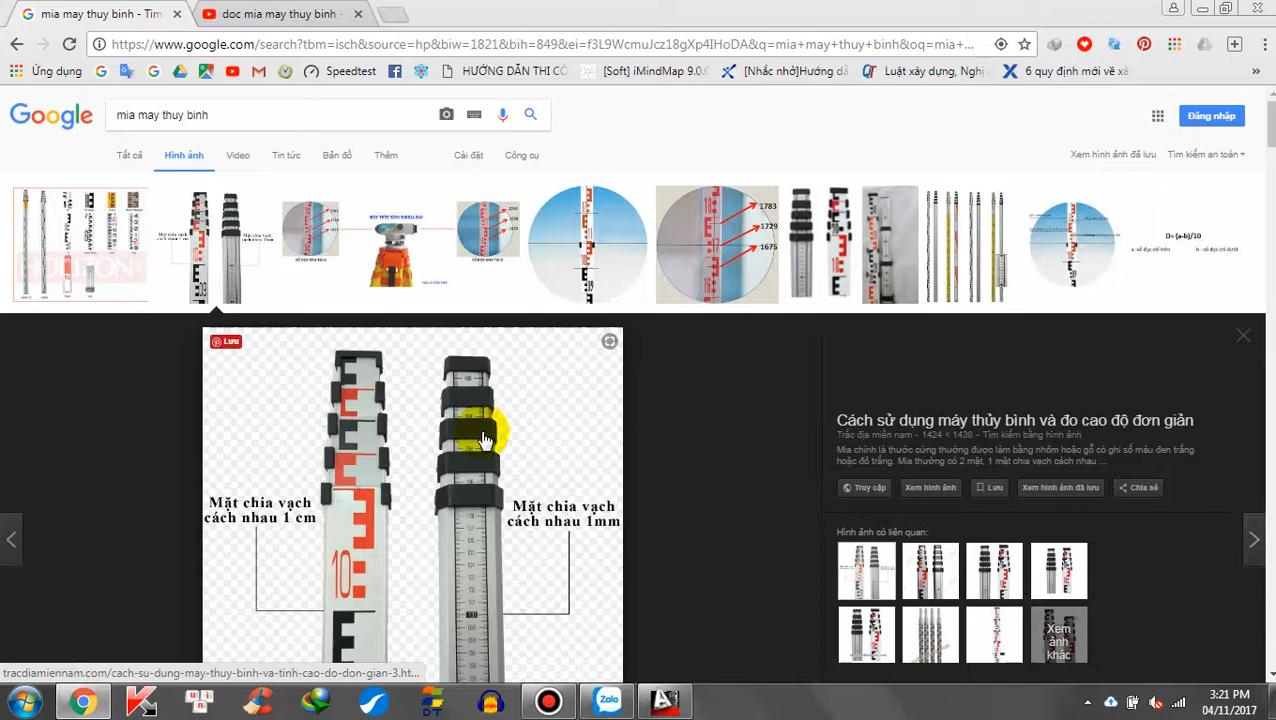 mia may thuy binh - Tìm
doc may thuy binh -
https://www.google.com/search?tbm=isch&source=hp&biw=1821&bih=849&ei=f3L9WcmuJcz18gXp4IHoDA&q=mia+may+thuy+binh&oq=mia+...
Ứng dụng
Speedtest
HƯỚNG DẪN THI CÔ
[Soft] iMindMap 9.0.0
[Nhắc nhở]Hướng dẫ
Luật xây dựng, Nghị
6 quy định mới về xâ
»
Google
mia may thuy binh
Đăng nhập
Tất cả
Hình ảnh
Video
Tin tức
Bản đồ
Thêm
Cài đặt
Công cụ
Xem hình ảnh đã lưu
Tìm kiếm an toàn
1783
1729
1675
D= (a-b)/10
Lưu
Mặt chia vạch
cách nhau 1 cm
Mặt chia vạch
cách nhau 1mm
10
Cách sử dụng máy thủy bình và đo cao độ đơn giản
Trắc địa miền nam - 1424 × 1438 - Tìm kiếm bằng hình ảnh
Mia chính là thước cứng thường được làm bằng nhôm hoặc gỗ có ghi số màu đen trắng
hoặc đỏ trắng. Mia thường có 2 mặt, 1 mặt chia vạch cách nhau ...
Truy cập
Xem hình ảnh
Lưu
Xem hình ảnh đã lưu
Chia sẻ
Hình ảnh có liên quan:
Xem
ảnh
khác
tracdiamiennam.com/cach-su-dung-may-thuy-binh-va-tinh-cao-do-don-gian-3.ht...
Zalo
DT
3:21 PM
04/11/2017